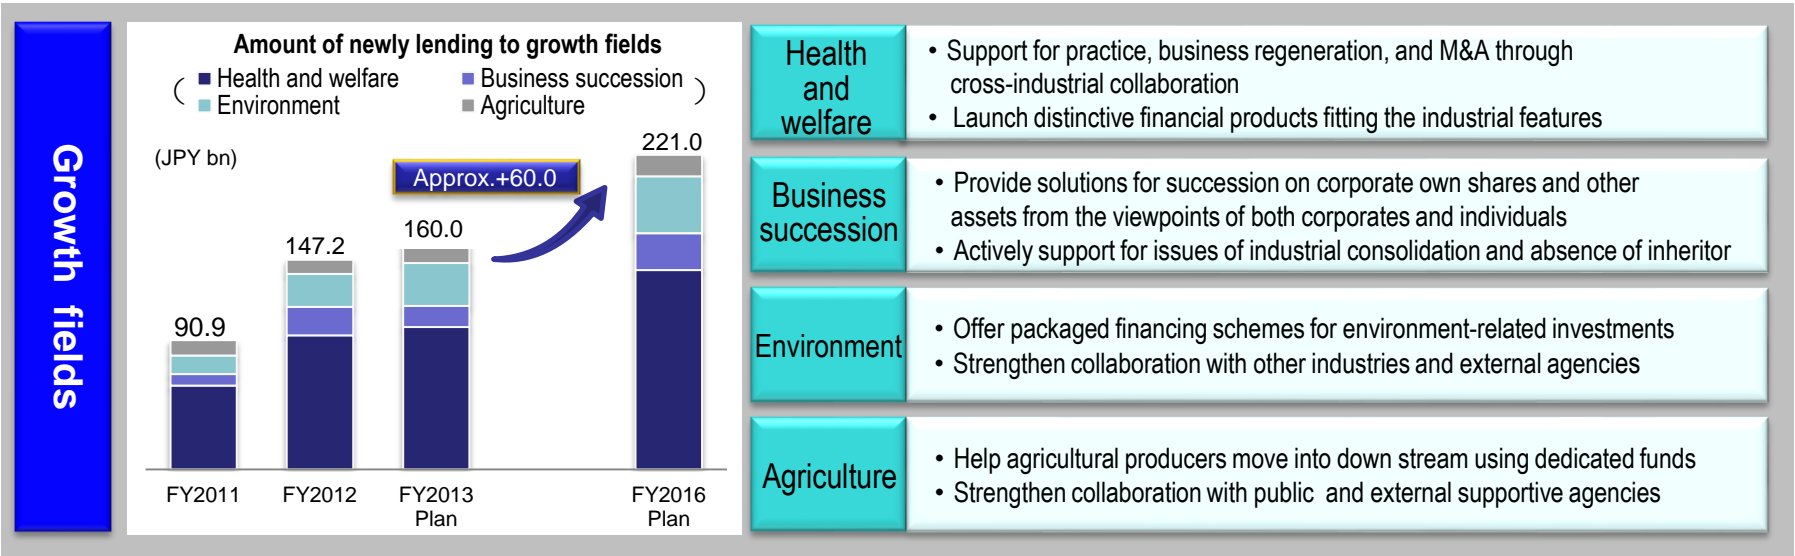 Growth fields
Amount of newly lending to growth fields
Health and welfare
Business succession
Environment
Agriculture
(JPY bn)
90.9
147.2
160.0
221.0
Approx.+60.0
FY2011
FY2012
FY2013
Plan
FY2016
Plan
Health
and
welfare
• Support for practice, business regeneration, and M&A through
cross-industrial collaboration
• Launch distinctive financial products fitting the industrial features
Business
succession
• Provide solutions for succession on corporate own shares and other
assets from the viewpoints of both corporates and individuals
• Actively support for issues of industrial consolidation and absence of inheritor
Environment
• Offer packaged financing schemes for environment-related investments
• Strengthen collaboration with other industries and external agencies
Agriculture
• Help agricultural producers move into down stream using dedicated funds
• Strengthen collaboration with public and external supportive agencies